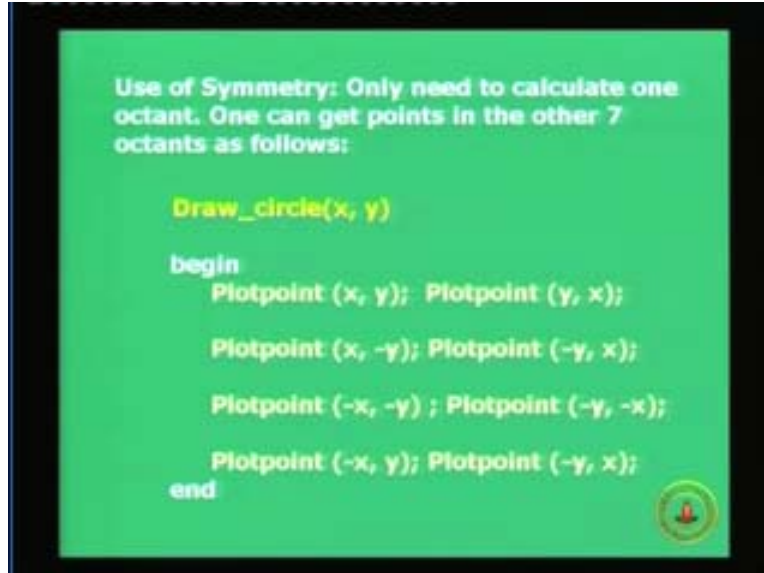 Use of Symmetry: Only need to calculate one
octant. One can get points in the other 7
octants as follows:
Draw_circle(x, y)
begin
Plotpoint (x, y); Plotpoint (y, x);
Plotpoint (x, -y); Plotpoint (-y, x);
Plotpoint (-x, -y) ; Plotpoint (-y, -x);
Plotpoint (-x, y); Plotpoint (-y, x);
end